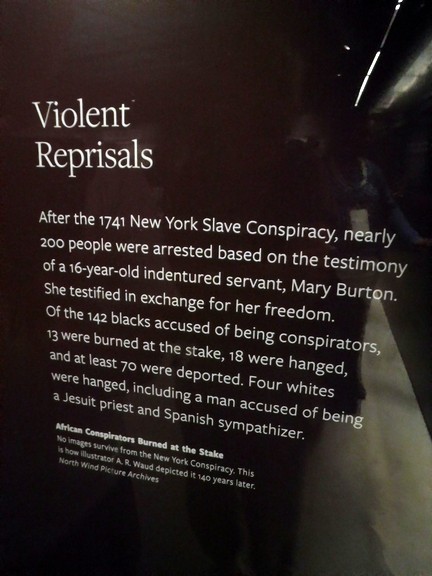 Violent
Reprisals
After the 1741 New York Slave Conspiracy, nearly
200 people were arrested based on the testimony
of a 16-year-old indentured servant, Mary Burton.
She testified in exchange for her freedom.
Of the 142 blacks accused of being conspirators,
13 were burned at the stake, 18 were hanged,
and at least 70 were deported. Four whites
were hanged, including a man accused of being
a Jesuit priest and Spanish sympathizer.
African Conspirators Burned at the Stake
No images survive from the New York Conspiracy. This
is how illustrator A. R. Waud depicted it 140 years later.
North Wind Picture Archives